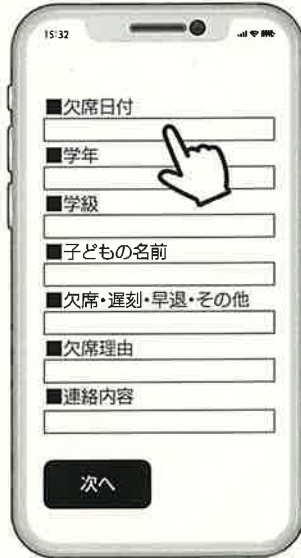 15:32
■欠席日付
■学年
■学級
■子どもの名前
■欠席・遅刻・早退・その他
■欠席理由
■連絡内容
次へ